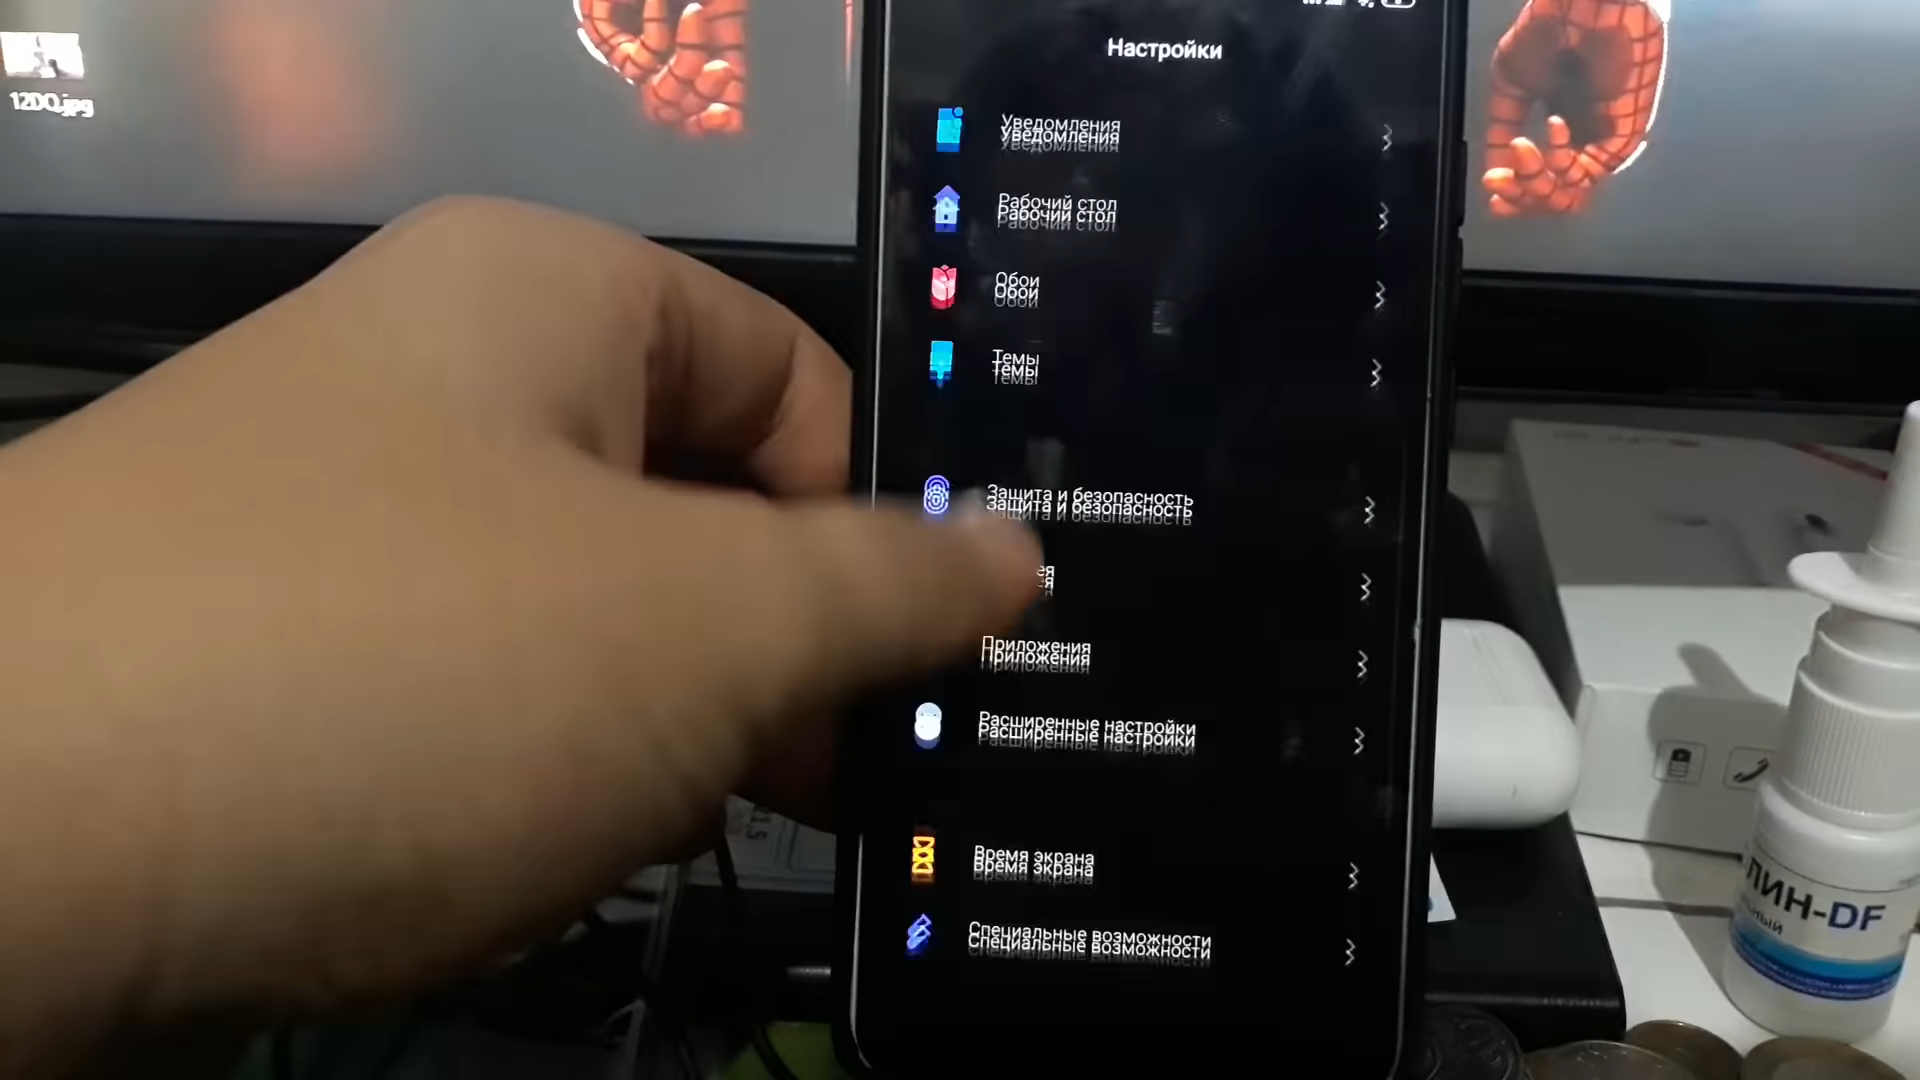 12DQ.jpg
Настройки
Уведомления
Рабочий стол
Обои
Темы
Защита и безопасность
Приложения
Расширенные настройки
Время экрана
Специальные возможности
ЛИН-DF